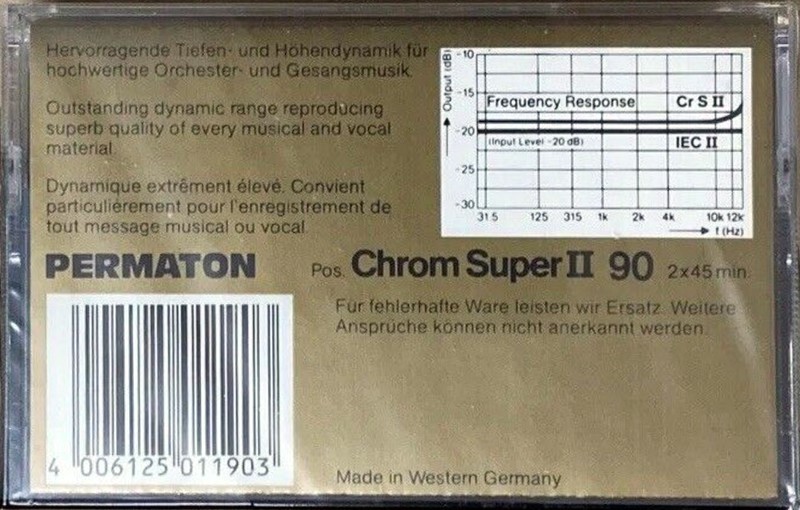 Hervorragende Tiefen- und Höhendynamik für
hochwertige Orchester- und Gesangsmusik.
Outstanding dynamic range reproducing
superb quality of every musical and vocal
material.
Dynamique extrêment élevé. Convient
particulièrement pour l'enregistrement de
tout message musical ou vocal.
Output (dB)
-10
-15
-20
-25
-30
Frequency Response
Cr S II
(Input Level -20 dB)
IEC II
31.5 125 315 1k 2k 4k 10k 12k
f (Hz)
PERMATON
Pos. Chrom Super II 90 2x45 min.
Für fehlerhafte Ware leisten wir Ersatz. Weitere
Ansprüche können nicht anerkannt werden.
4 006125 011903
Made in Western Germany